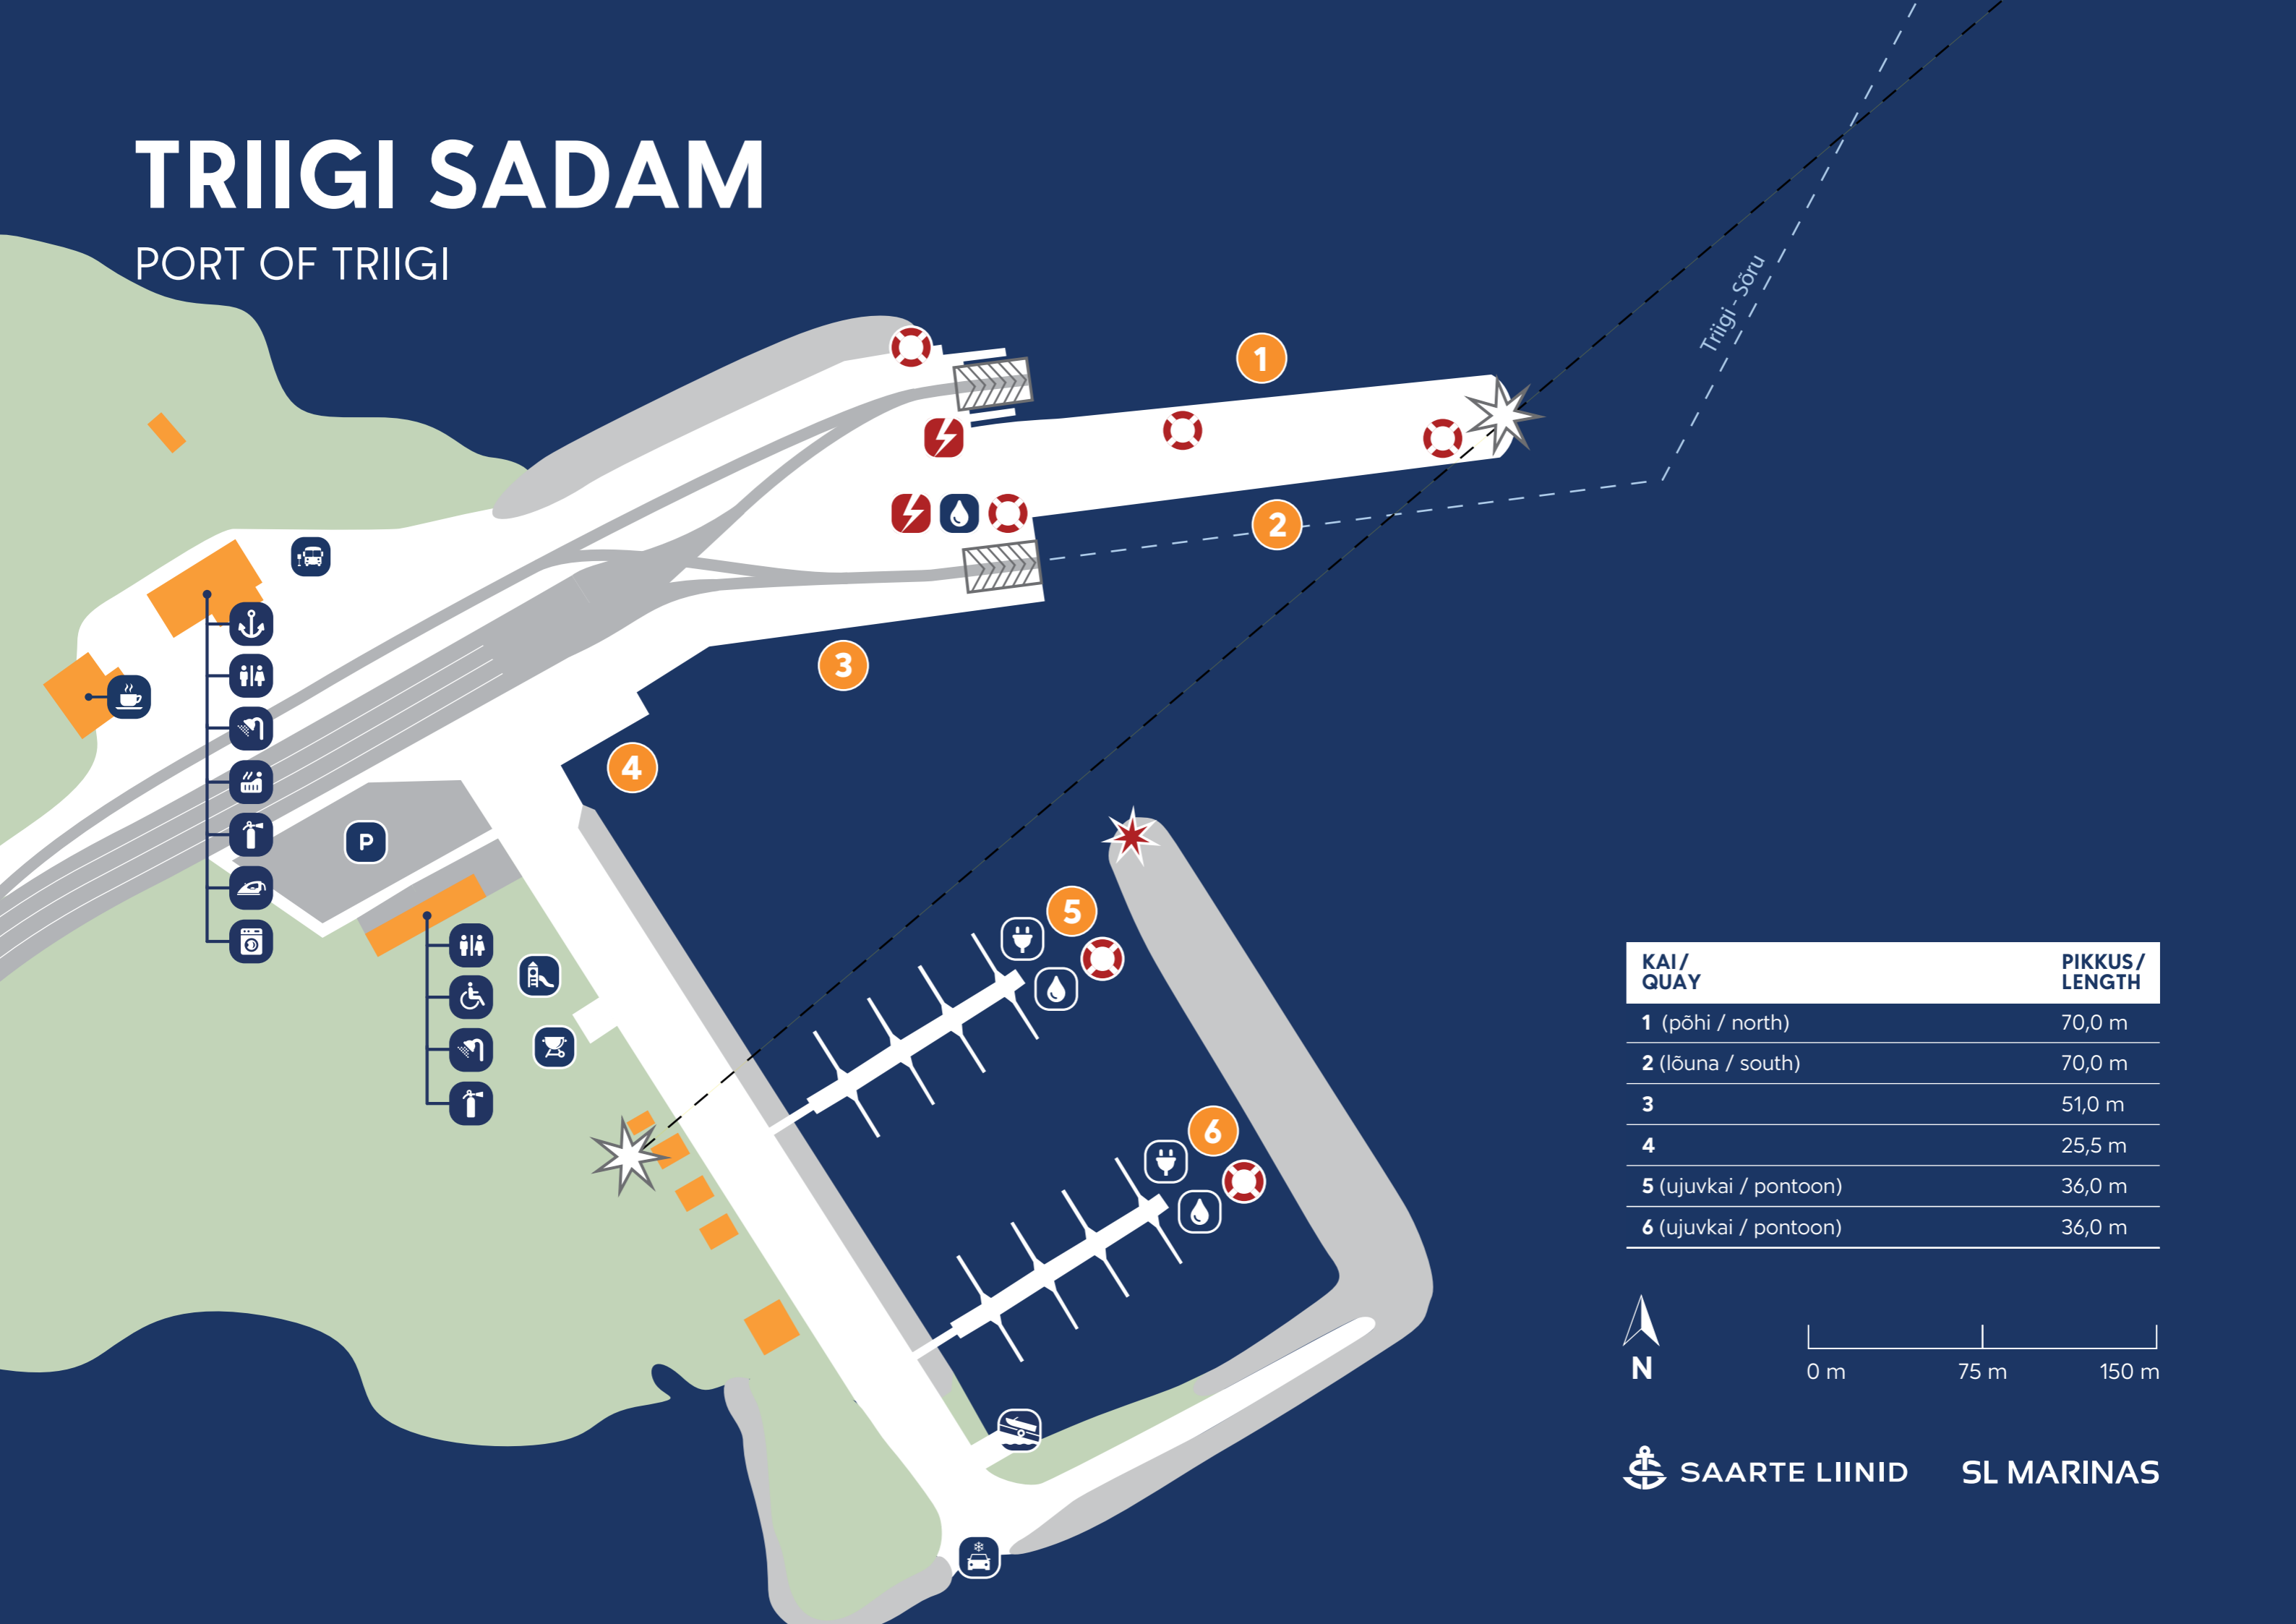 TRIIGI SADAM
PORT OF TRIIGI
Triigi - Sõru
1
2
3
4
P
5
6
KAI/ PIKKUS/
QUAY LENGTH
1 (põhi / north) 70,0 m
2 (lõuna / south) 70,0 m
3 51,0 m
4 25,5 m
5 (ujuvkai / pontoon) 36,0 m
6 (ujuvkai / pontoon) 36,0 m
N
0 m 75 m 150 m
SAARTE LIINID SL MARINAS